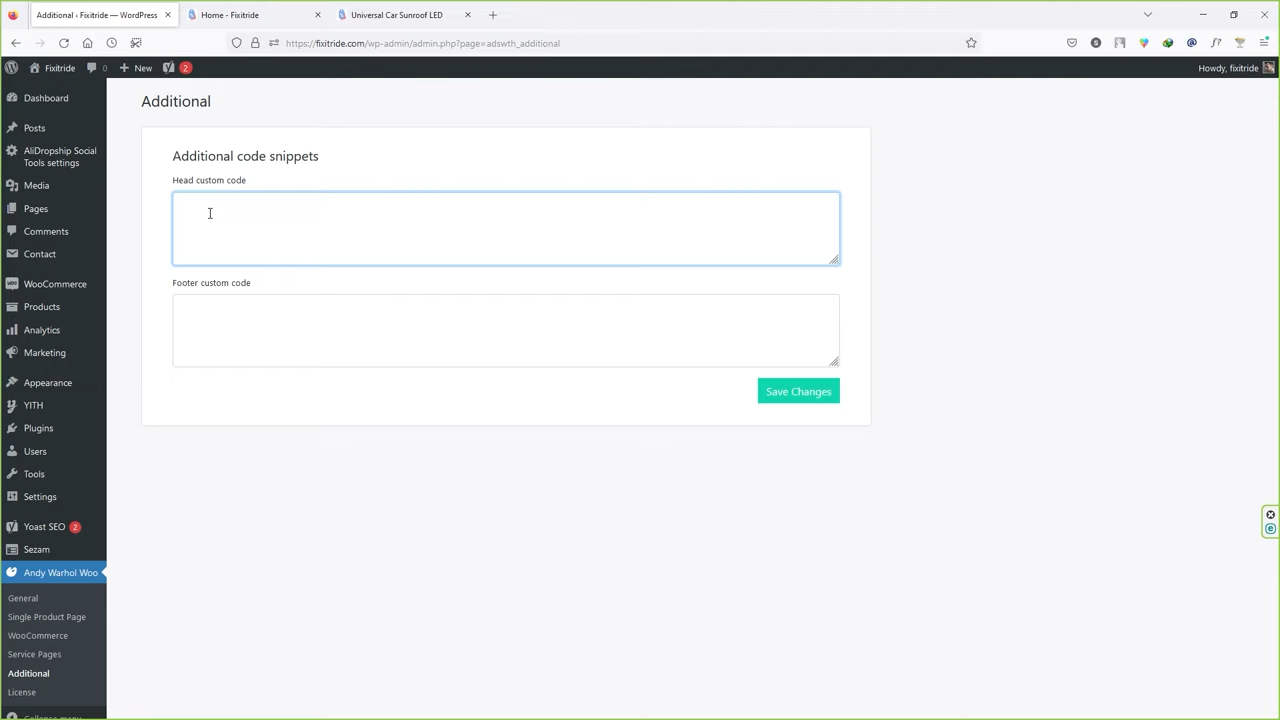 Additional ‹ Fixitride — WordPress
Home - Fixitride
Universal Car Sunroof LED
https://fixitride.com/wp-admin/admin.php?page=adswth_additional
Fixitride
0
New
2
Howdy, fixitride
Dashboard
Posts
AliDropship Social
Tools settings
Media
Pages
Comments
Contact
WooCommerce
Products
Analytics
Marketing
Appearance
YITH
Plugins
Users
Tools
Settings
Yoast SEO 2
Sezam
Andy Warhol Woo
General
Single Product Page
WooCommerce
Service Pages
Additional
License
Collapse menu
Additional
Additional code snippets
Head custom code
Footer custom code
Save Changes